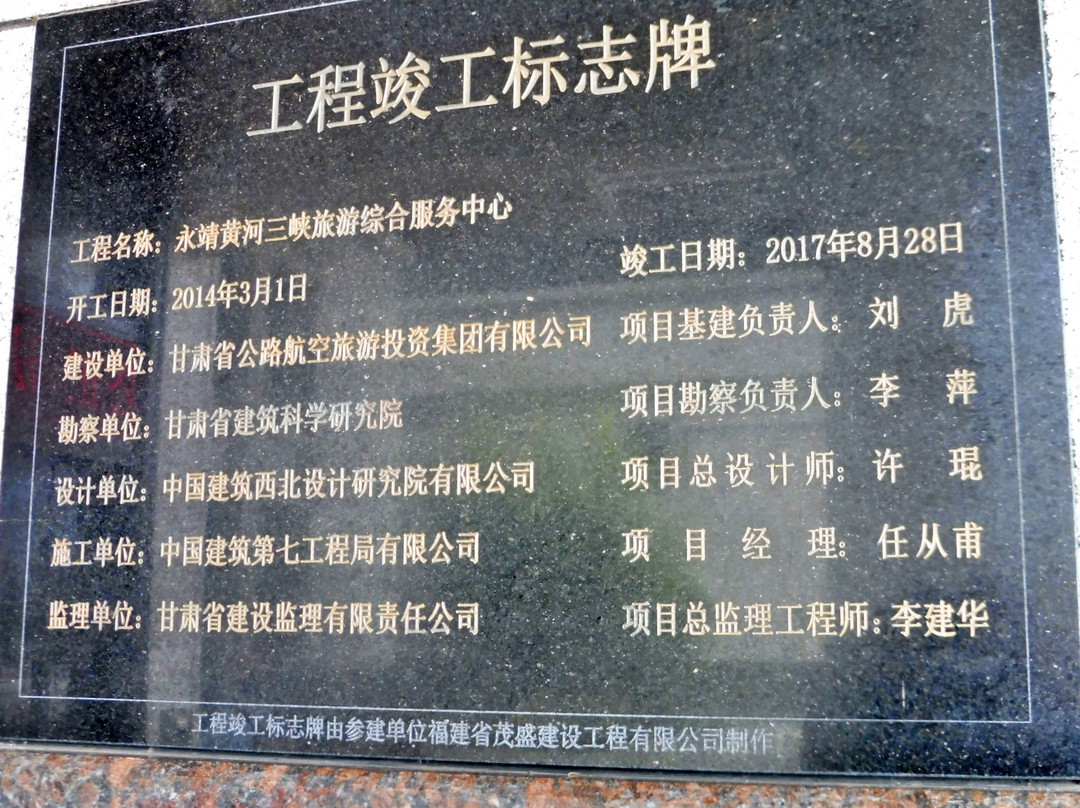 工程竣工标志牌
工程名称：永靖黄河三峡旅游综合服务中心
开工日期：2014年3月1日 竣工日期：2017年8月28日
建设单位：甘肃省公路航空旅游投资集团有限公司 项目基建负责人：刘虎
勘察单位：甘肃省建筑科学研究院 项目勘察负责人：李萍
设计单位：中国建筑西北设计研究院有限公司 项目总设计师：许琨
施工单位：中国建筑第七工程局有限公司 项目经理：任从甫
监理单位：甘肃省建设监理有限责任公司 项目总监理工程师：李建华
工程竣工标志牌由参建单位福建省茂盛建设工程有限公司制作